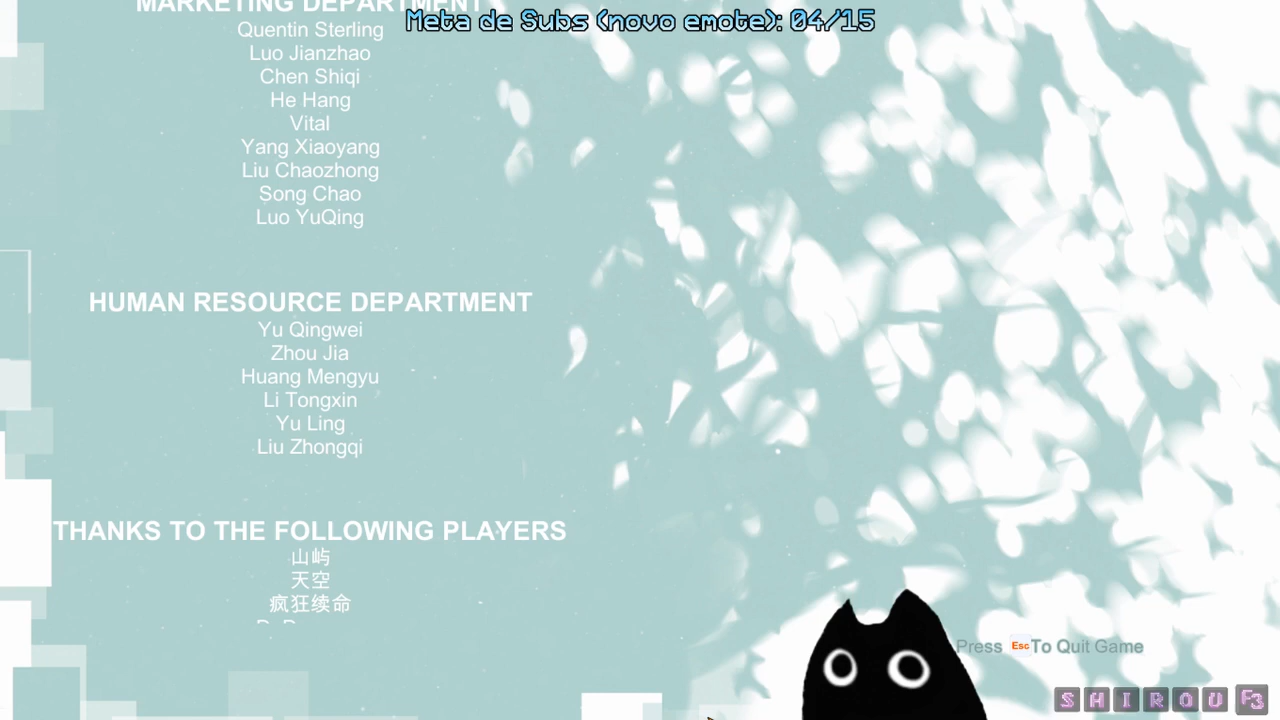 MARKETING DEPARTMENT
Meta de Subs (novo emote): 04/15
Quentin Sterling
Luo Jianzhao
Chen Shiqi
He Hang
Vital
Yang Xiaoyang
Liu Chaozhong
Song Chao
Luo YuQing
HUMAN RESOURCE DEPARTMENT
Yu Qingwei
Zhou Jia
Huang Mengyu
Li Tongxin
Yu Ling
Liu Zhongqi
THANKS TO THE FOLLOWING PLAYERS
山屿
天空
疯狂续命
Press Esc To Quit Game
SHIROUF3